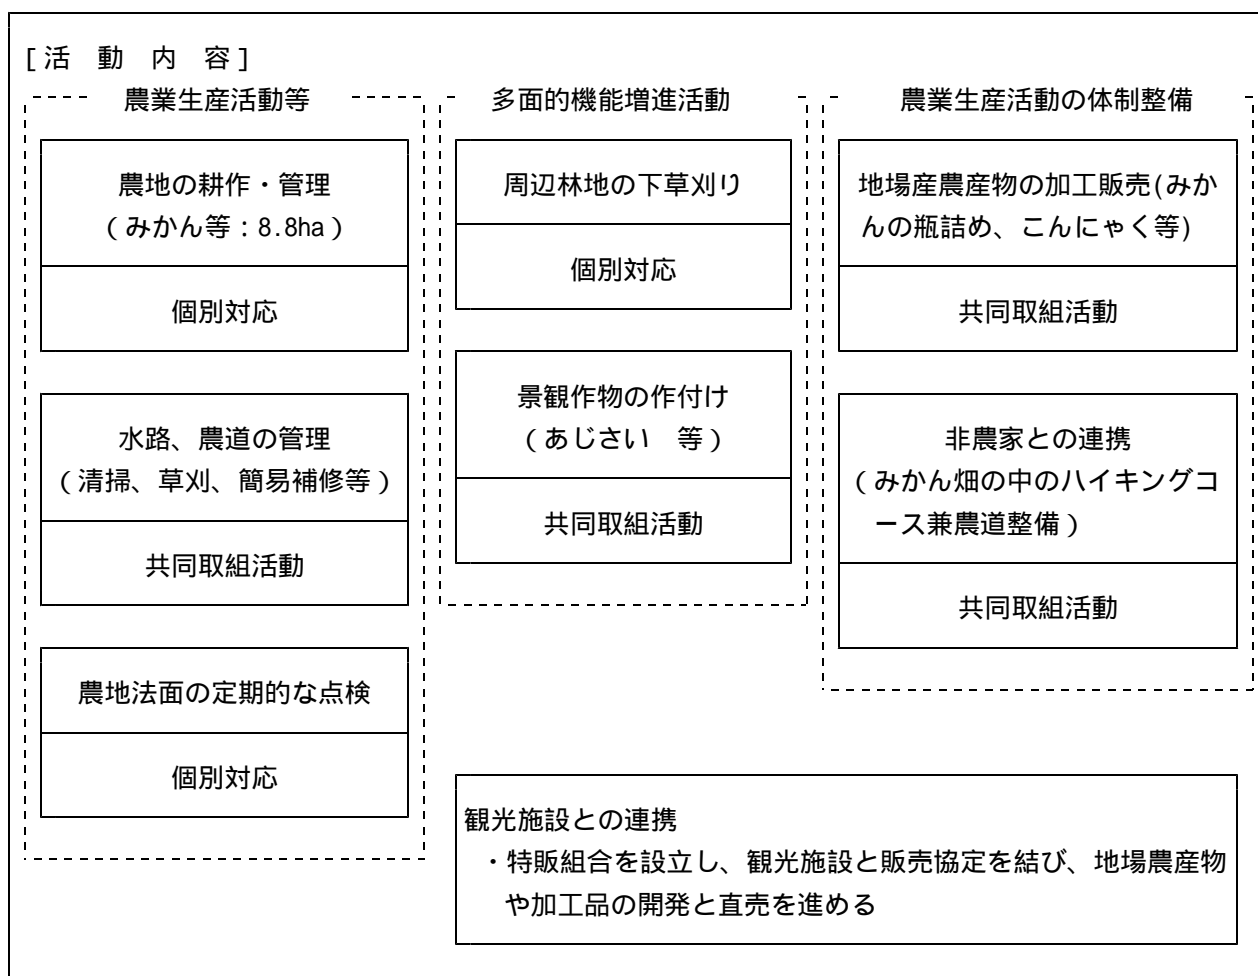 [活　動　内　容]
農業生産活動等
農地の耕作・管理
（みかん等：8.8ha）
個別対応
水路、農道の管理
（清掃、草刈、簡易補修等）
共同取組活動
農地法面の定期的な点検
個別対応
多面的機能増進活動
周辺林地の下草刈り
個別対応
景観作物の作付け
（あじさい　等）
共同取組活動
農業生産活動の体制整備
地場産農産物の加工販売(みか
んの瓶詰め、こんにゃく等)
共同取組活動
非農家との連携
（みかん畑の中のハイキングコ
ース兼農道整備）
共同取組活動
観光施設との連携
・特販組合を設立し、観光施設と販売協定を結び、地場農産物
や加工品の開発と直売を進める